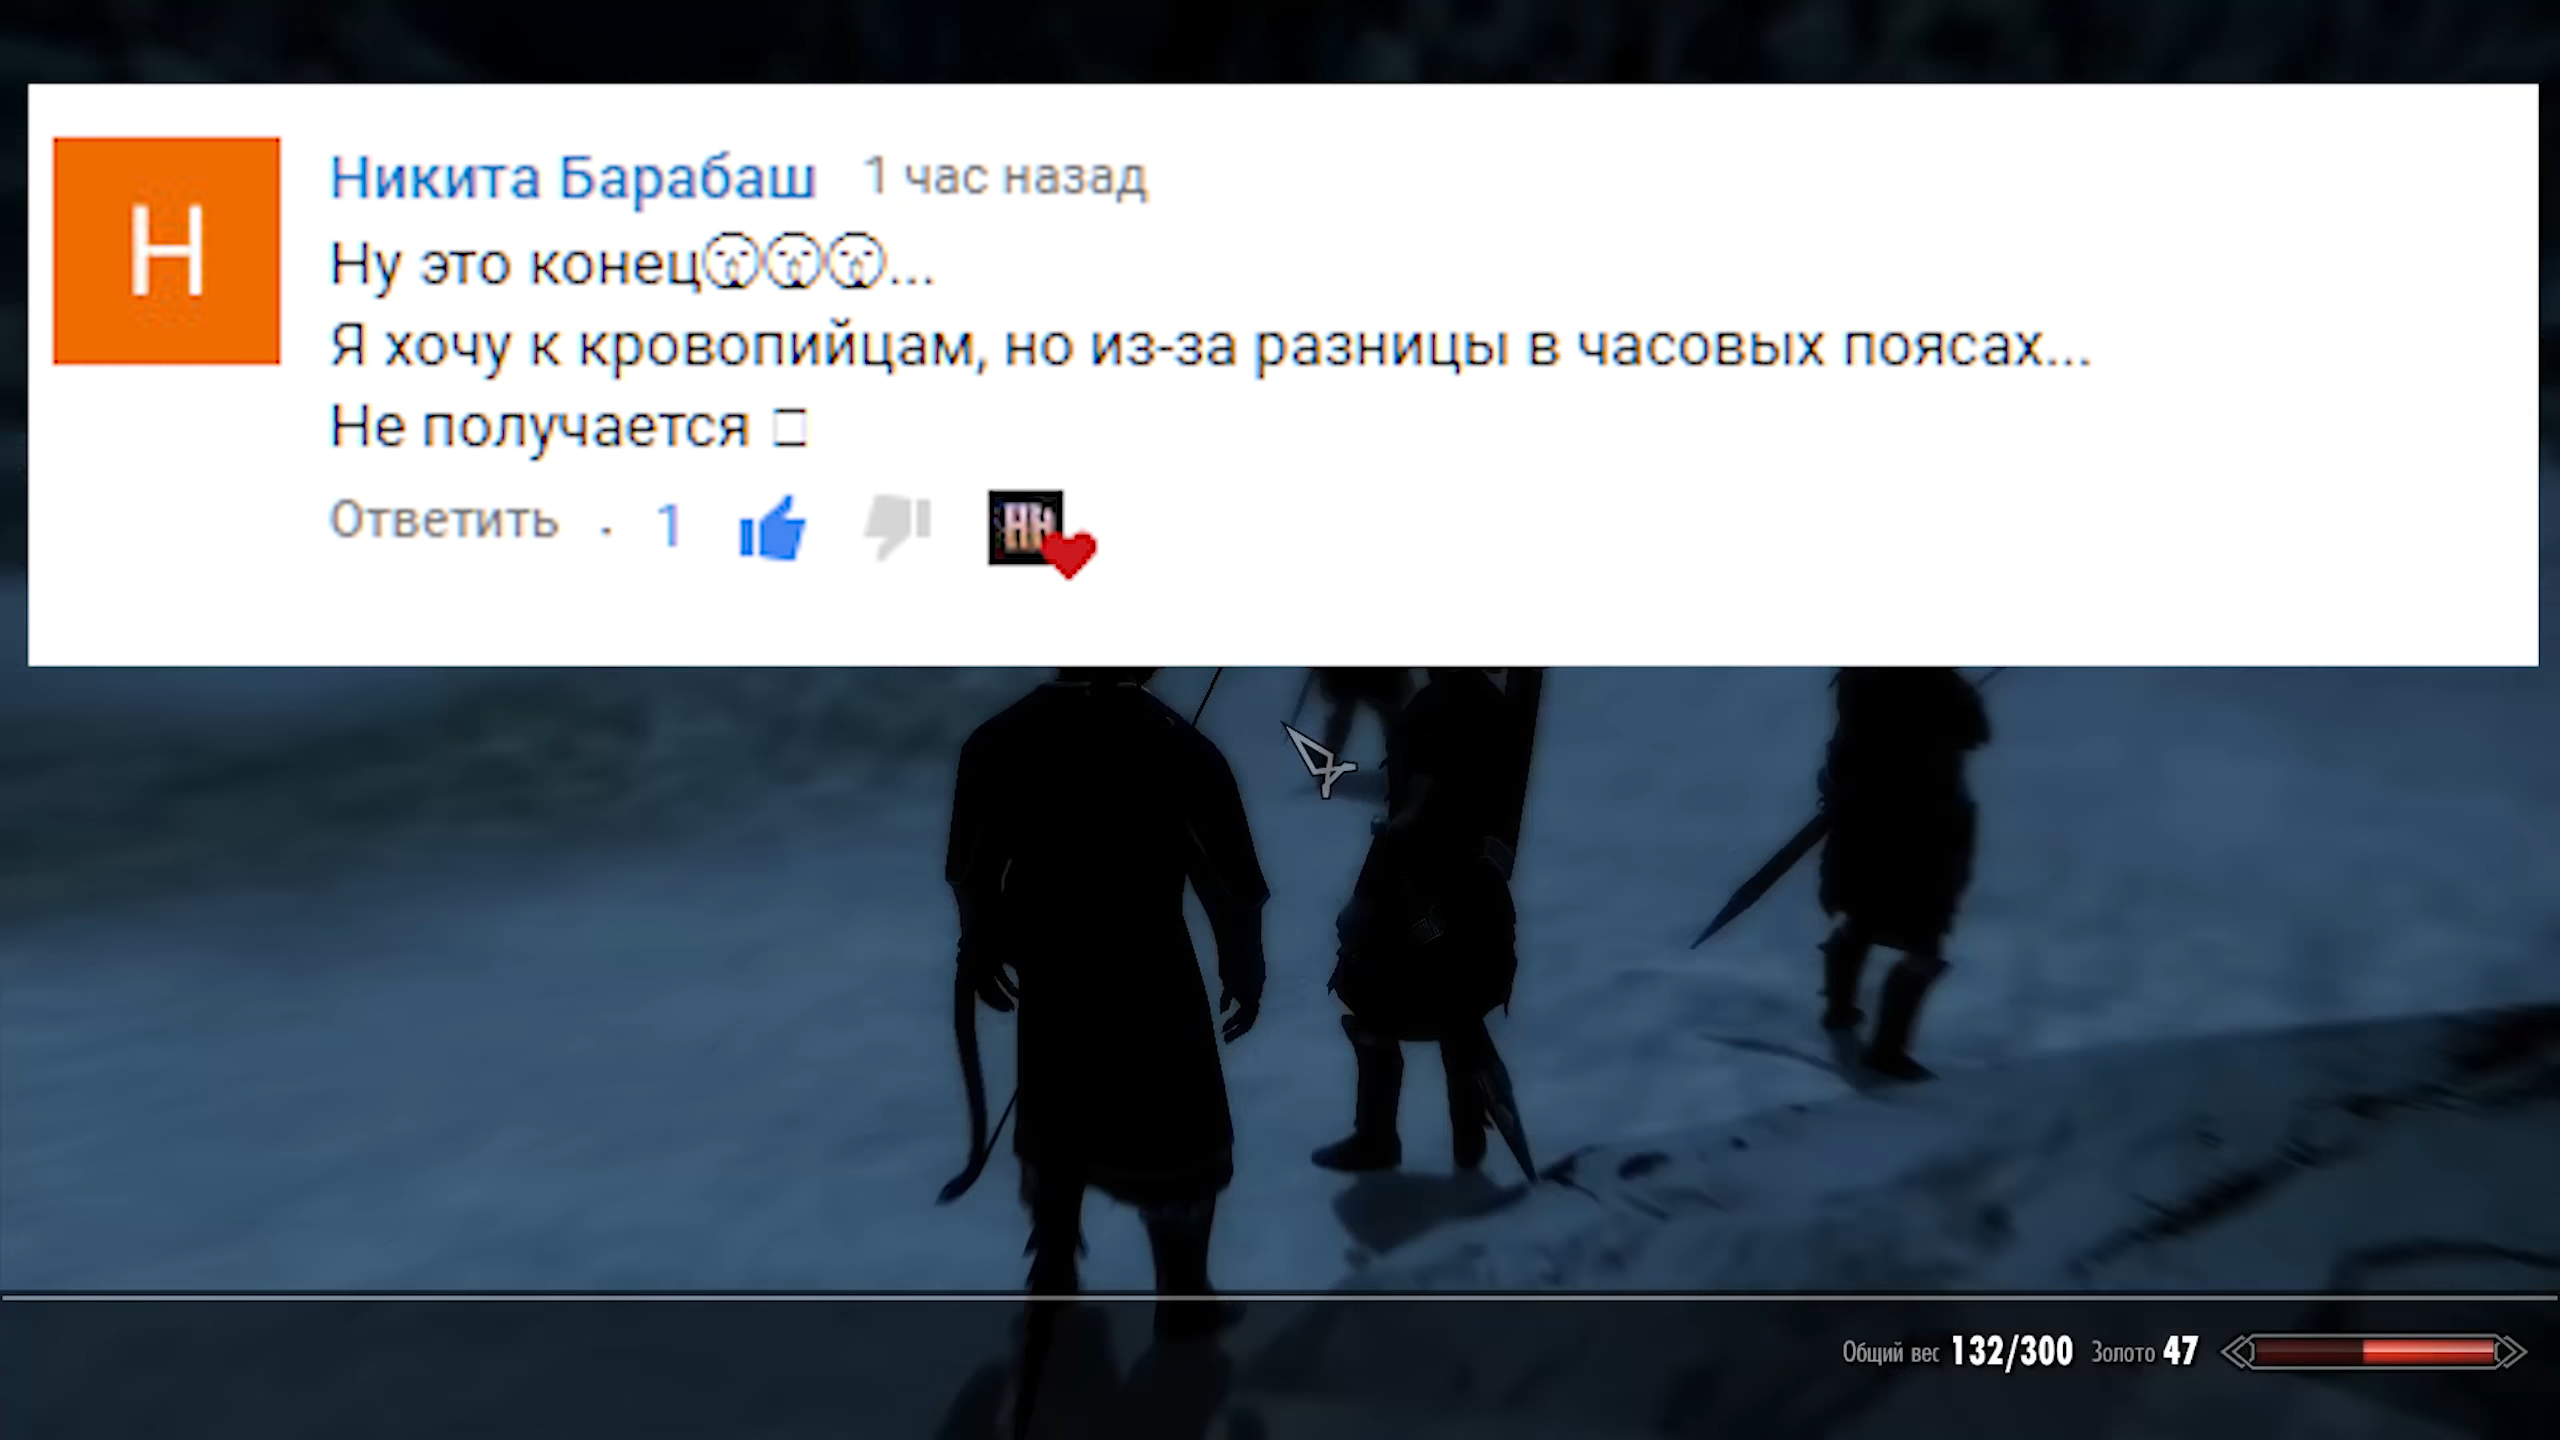 Н
Никита Барабаш 1 час назад
Ну это конец😙😙😙...
Я хочу к кровопийцам, но из-за разницы в часовых поясах...
Не получается □
Ответить · 1
Общий вес 132/300 Золото 47